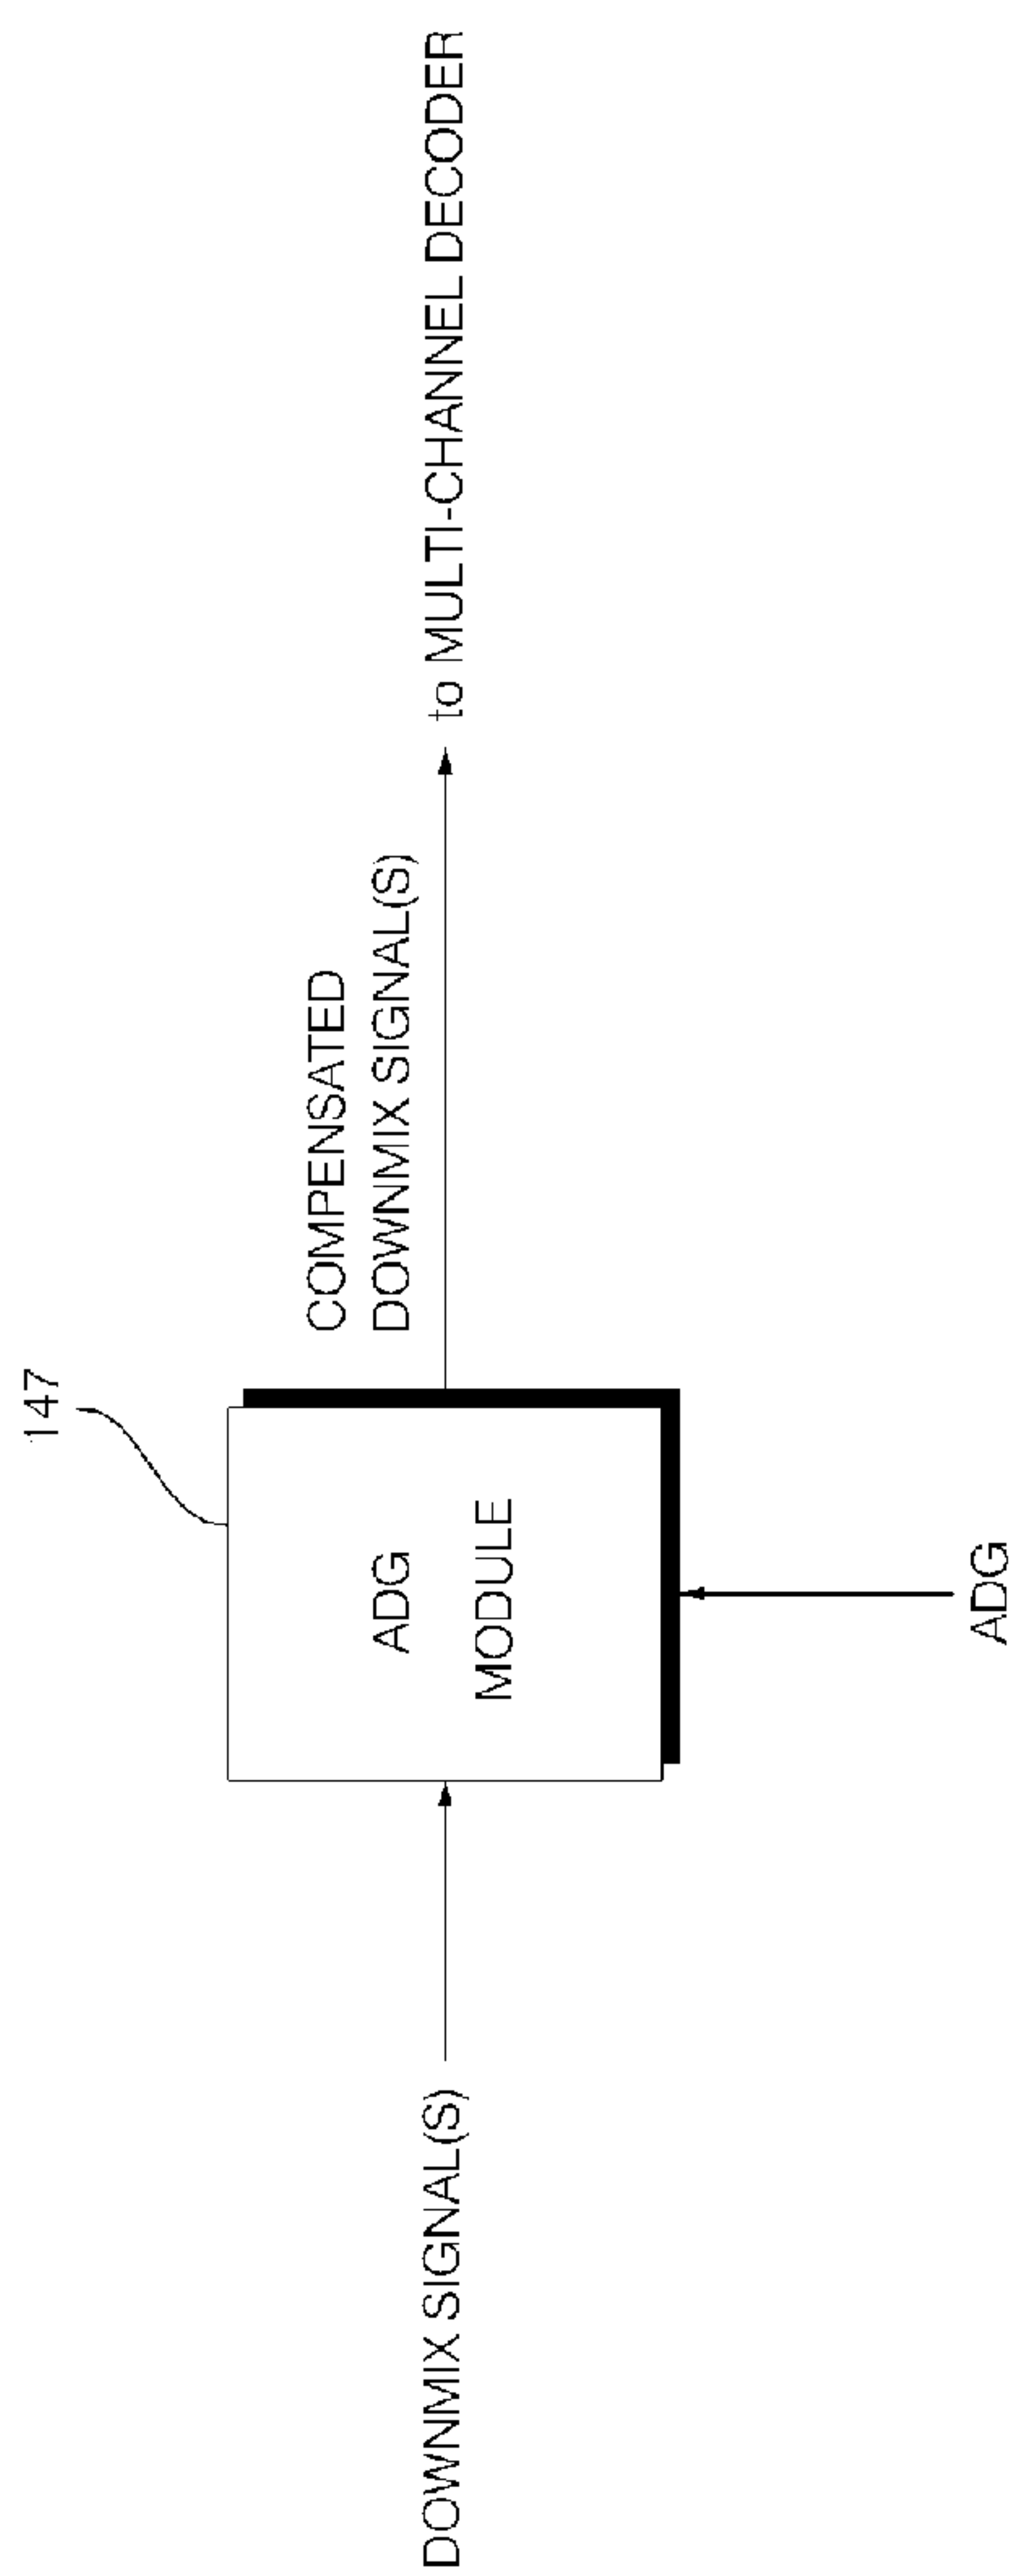 147
DOWNMIX SIGNAL(S)
ADG
MODULE
COMPENSATED
DOWNMIX SIGNAL(S)
to MULTI-CHANNEL DECODER
ADG